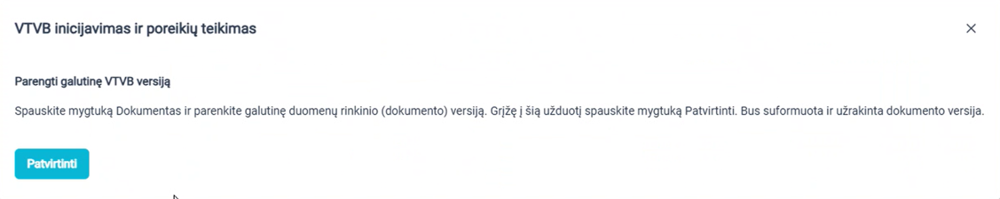 VTVB inicijavimas ir poreikių teikimas
Parengti galutinę VTVB versiją
Spauskite mygtuką Dokumentas ir parenkite galutinę duomenų rinkinio (dokumento) versiją. Grįžę į šią užduotį spauskite mygtuką Patvirtinti. Bus suformuota ir užrakinta dokumento versija.
Patvirtinti